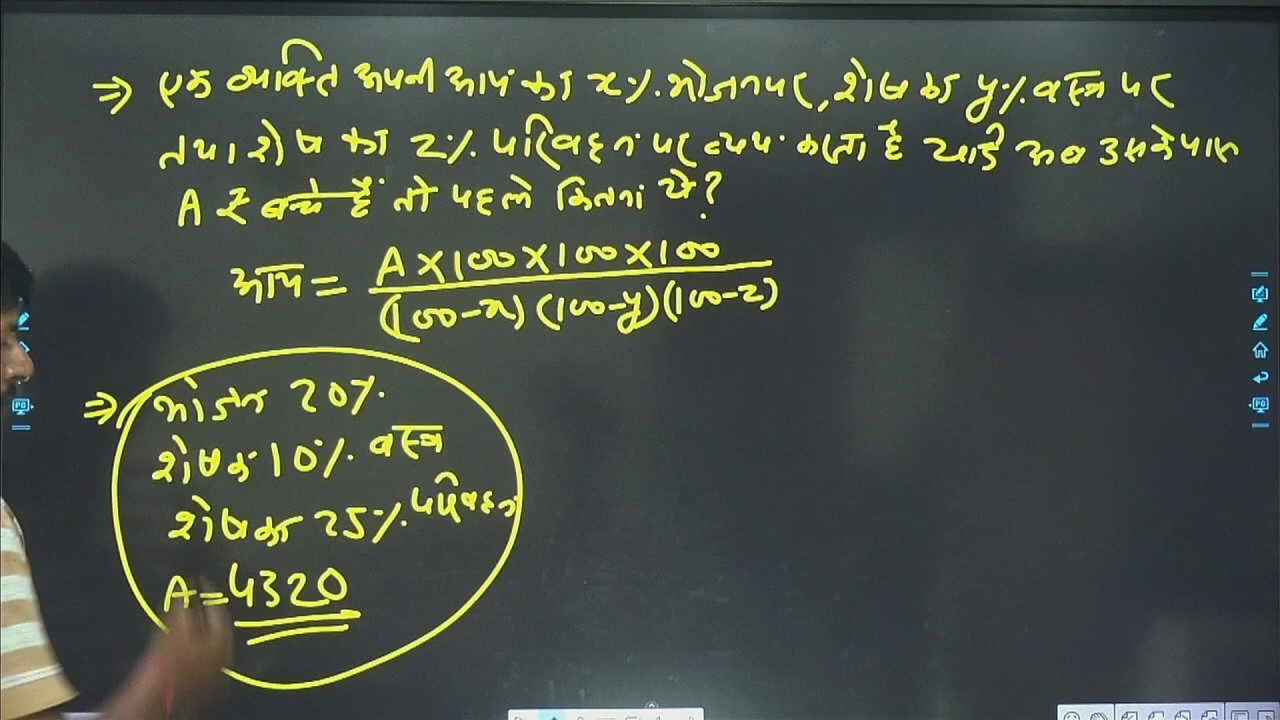 ⇒ एक व्यक्ति अपनी आय का x% भोजन पर, शेष का y% वस्त्र पर
तथा शेष का z% परिवहन पर व्यय करता है यदि अब उसके पास
A ₹ बचे हैं तो पहले कितना थे?
आय = A×100×100×100
(100-x) (100-y) (100-z)
⇒ भोजन 20%
शेष का 10% वस्त्र
शेष का 25% परिवहन
A = 4320